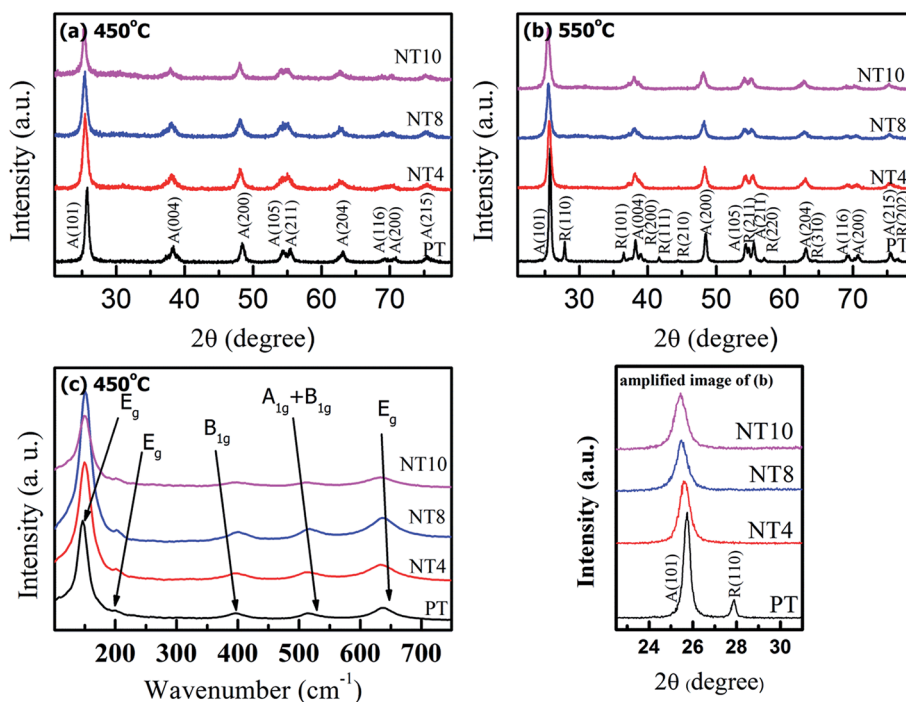 (a) 450°C
NT10
NT8
NT4
PT
A(101)
A(004)
A(200)
A(105)
A(211)
A(204)
A(116)
A(200)
A(215)
Intensity (a.u.)
30 40 50 60 70
2θ (degree)
(b) 550°C
NT10
NT8
NT4
PT
A(101)
R(110)
R(101)
A(004)
R(200)
R(111)
R(210)
A(200)
A(105)
R(211)
A(211)
R(220)
A(204)
R(310)
A(116)
A(200)
A(215)
R(202)
Intensity (a.u.)
30 40 50 60 70
2θ (degree)
(c) 450°C
Eg
Eg
B1g
A1g+B1g
Eg
NT10
NT8
NT4
PT
Intensity (a. u.)
200 300 400 500 600 700
Wavenumber (cm⁻¹)
amplified image of (b)
NT10
NT8
NT4
PT
A(101)
R(110)
Intensity (a.u.)
24 26 28 30
2θ (degree)